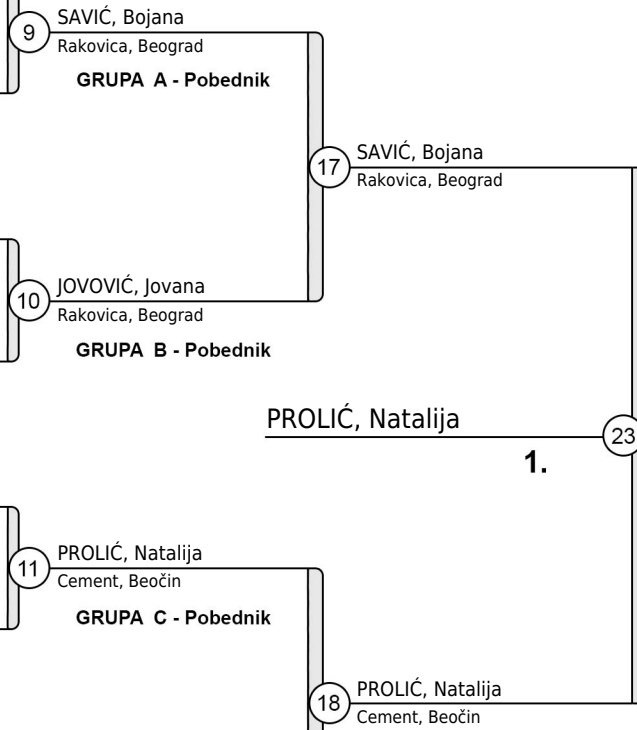 9
SAVIĆ, Bojana
Rakovica, Beograd
GRUPA A - Pobednik
17
SAVIĆ, Bojana
Rakovica, Beograd
10
JOVOVIĆ, Jovana
Rakovica, Beograd
GRUPA B - Pobednik
PROLIĆ, Natalija
23
1.
11
PROLIĆ, Natalija
Cement, Beočin
GRUPA C - Pobednik
18
PROLIĆ, Natalija
Cement, Beočin